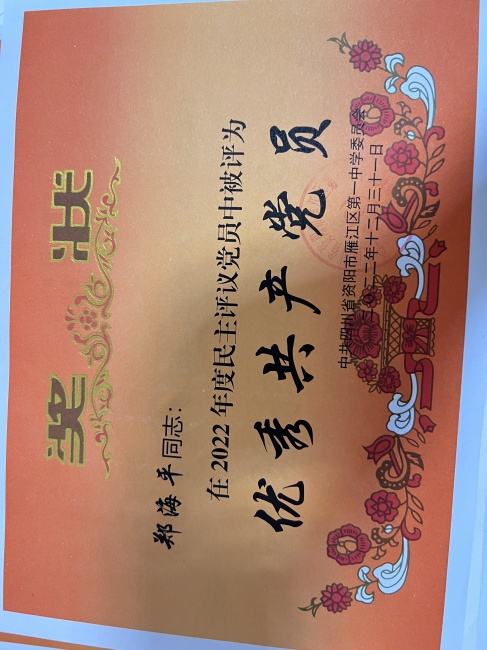 奖状
郑海平同志：
在2022年度民主评议党员中被评为
优秀共产党员
中共四川省资阳市雁江区第一中学委员会
二〇二二年十二月三十一日